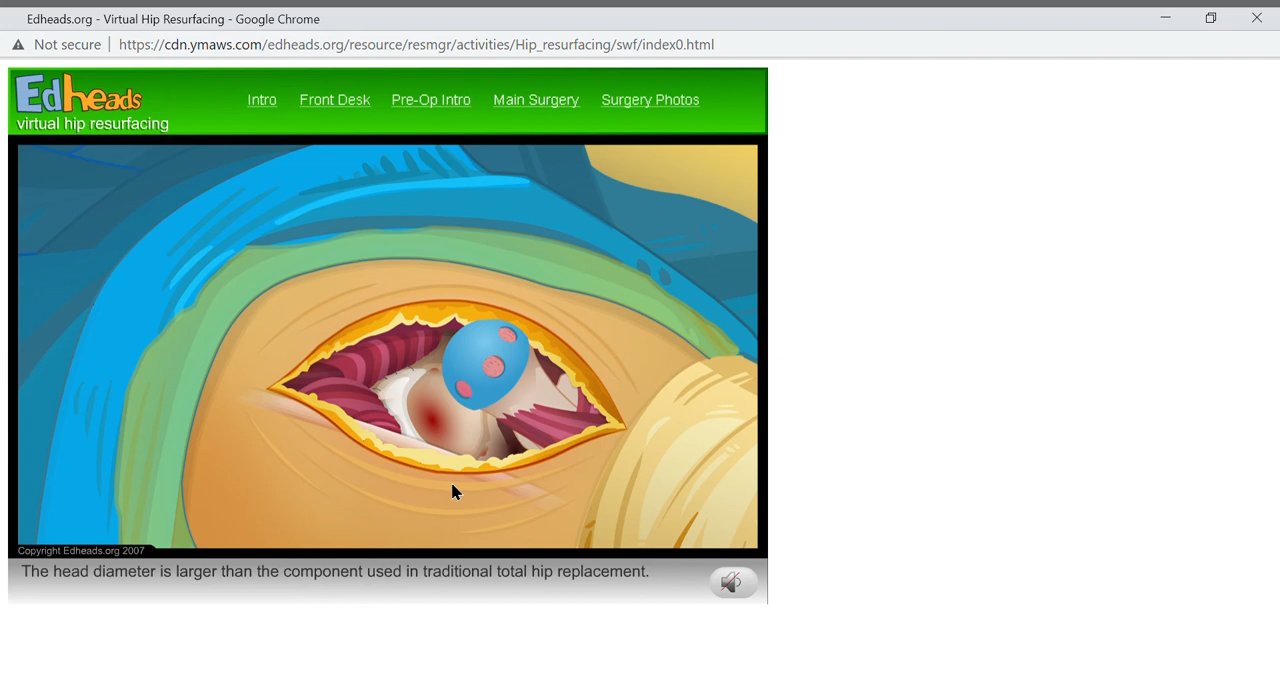 Edheads.org - Virtual Hip Resurfacing - Google Chrome
Not secure | https://cdn.ymaws.com/edheads.org/resource/resmgr/activities/Hip_resurfacing/swf/index0.html
Edheads
virtual hip resurfacing
Intro Front Desk Pre-Op Intro Main Surgery Surgery Photos
Copyright Edheads.org 2007
The head diameter is larger than the component used in traditional total hip replacement.